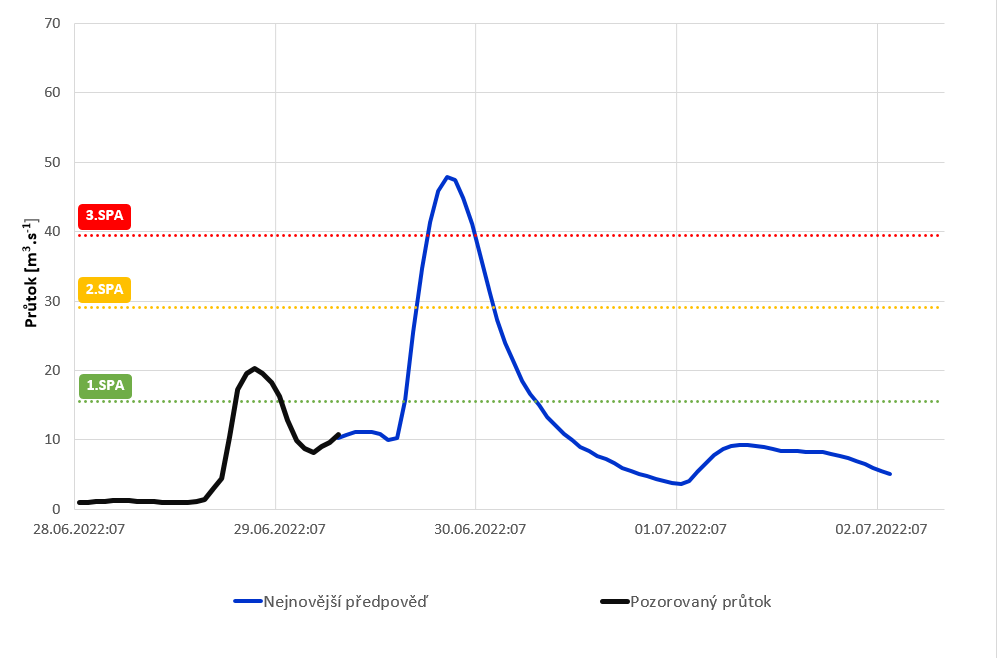 70
60
50
3.SPA
40
2.SPA
30
20
1.SPA
10
0
Průtok [m³.s⁻¹]
28.06.2022:07 29.06.2022:07 30.06.2022:07 01.07.2022:07 02.07.2022:07
Nejnovější předpověď Pozorovaný průtok